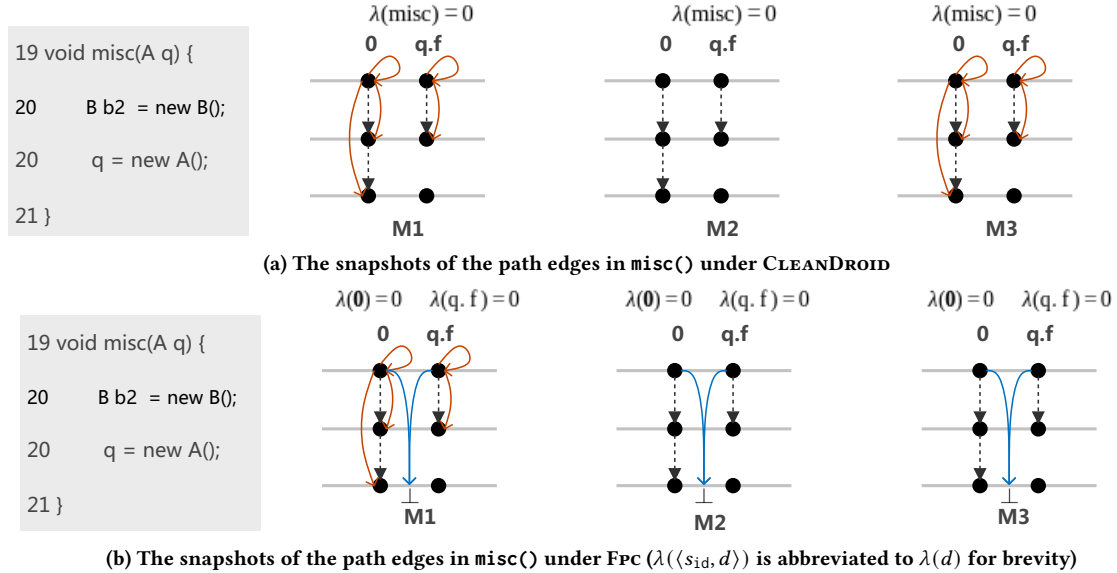 λ(misc) = 0
λ(misc) = 0
λ(misc) = 0
0 q.f
0 q.f
0 q.f
19 void misc(A q) {
20 B b2 = new B();
20 q = new A();
21 }
M1
M2
M3
(a) The snapshots of the path edges in misc() under CLEANDROID
λ(0) = 0 λ(q. f ) = 0
λ(0) = 0 λ(q. f ) = 0
λ(0) = 0 λ(q. f ) = 0
0 q.f
0 q.f
0 q.f
19 void misc(A q) {
20 B b2 = new B();
20 q = new A();
21 }
M1
M2
M3
(b) The snapshots of the path edges in misc() under FPC (λ(⟨s_id, d⟩) is abbreviated to λ(d) for brevity)